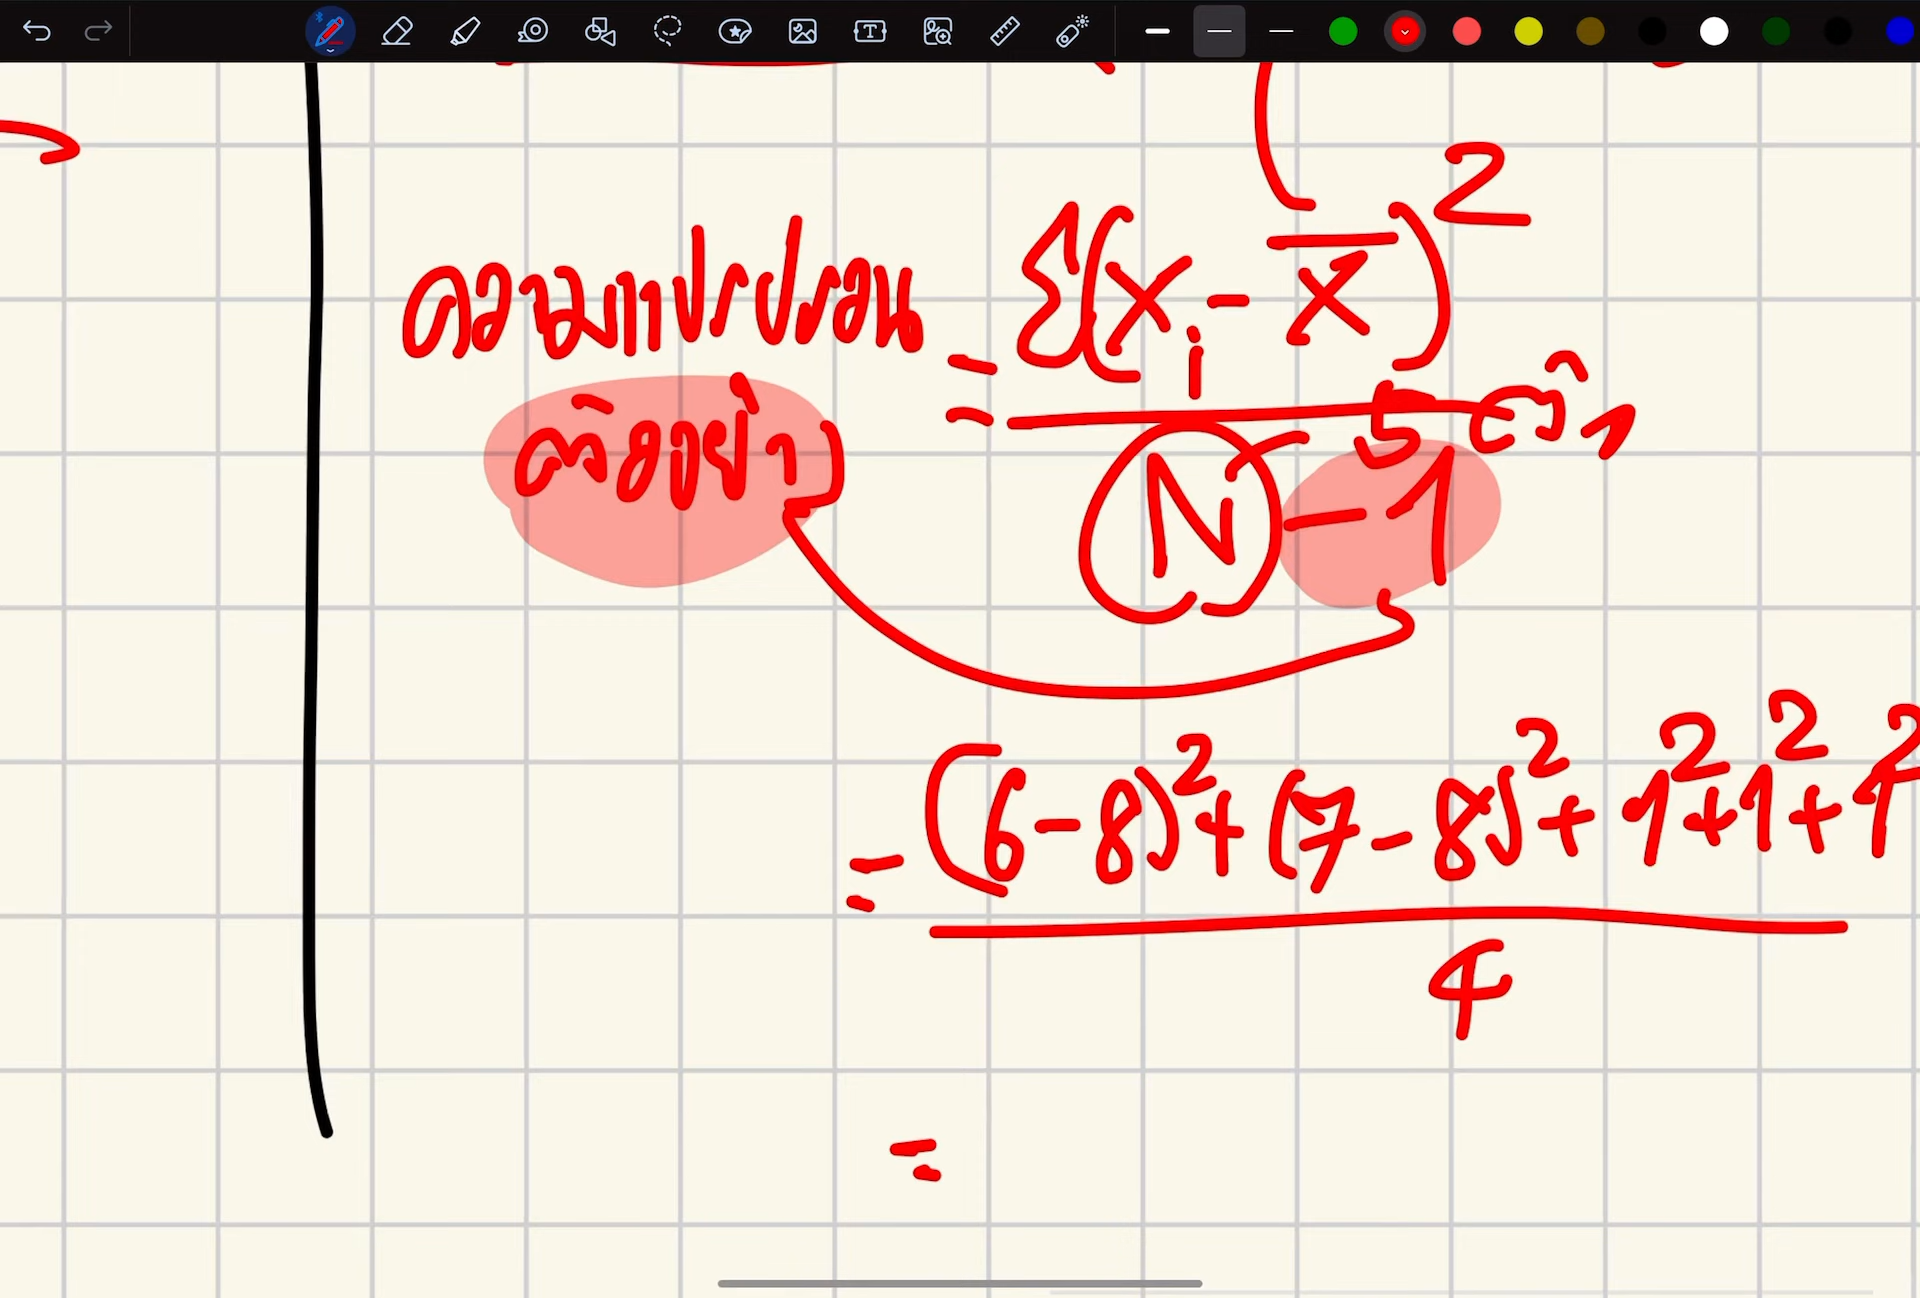 ความแปรปรวน = Σ(xᵢ - x̄)²
ตัวอย่าง N - 1
5 ตัว
= (6-8)² + (7-8)² + 1² + 1² + 1²
4
=